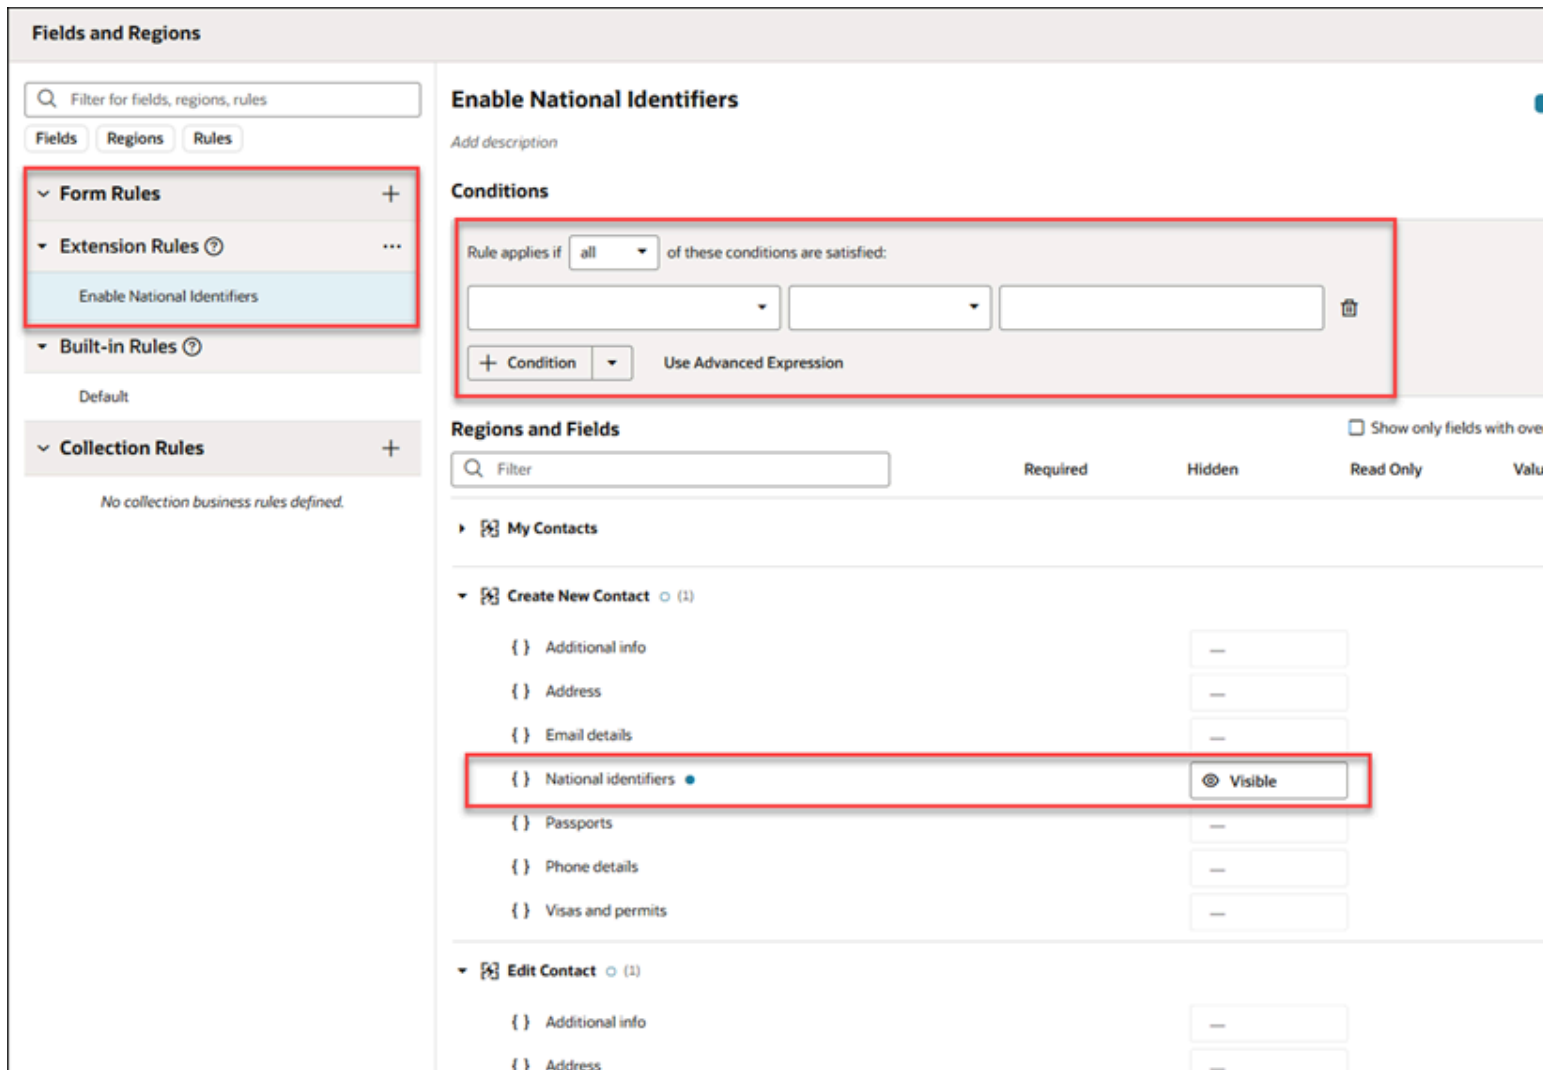 Fields and Regions
Filter for fields, regions, rules
Fields Regions Rules
Form Rules
Extension Rules
Enable National Identifiers
Built-in Rules
Default
Collection Rules
No collection business rules defined.
Enable National Identifiers
Add description
Conditions
Rule applies if all of these conditions are satisfied:
+ Condition Use Advanced Expression
Regions and Fields
Show only fields with over
Filter Required Hidden Read Only Valu
My Contacts
Create New Contact (1)
{ } Additional info —
{ } Address —
{ } Email details —
{ } National identifiers Visible
{ } Passports —
{ } Phone details —
{ } Visas and permits —
Edit Contact (1)
{ } Additional info —
{ } Address